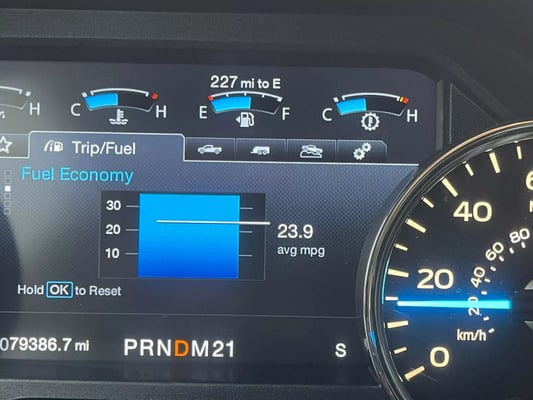 227 mi to E
H
C H
E F
C H
Trip/Fuel
Fuel Economy
30
20
10
23.9
avg mpg
Hold OK to Reset
079386.7 mi
PRNDM21
S
40
20
0
80
60
40
20
km/h